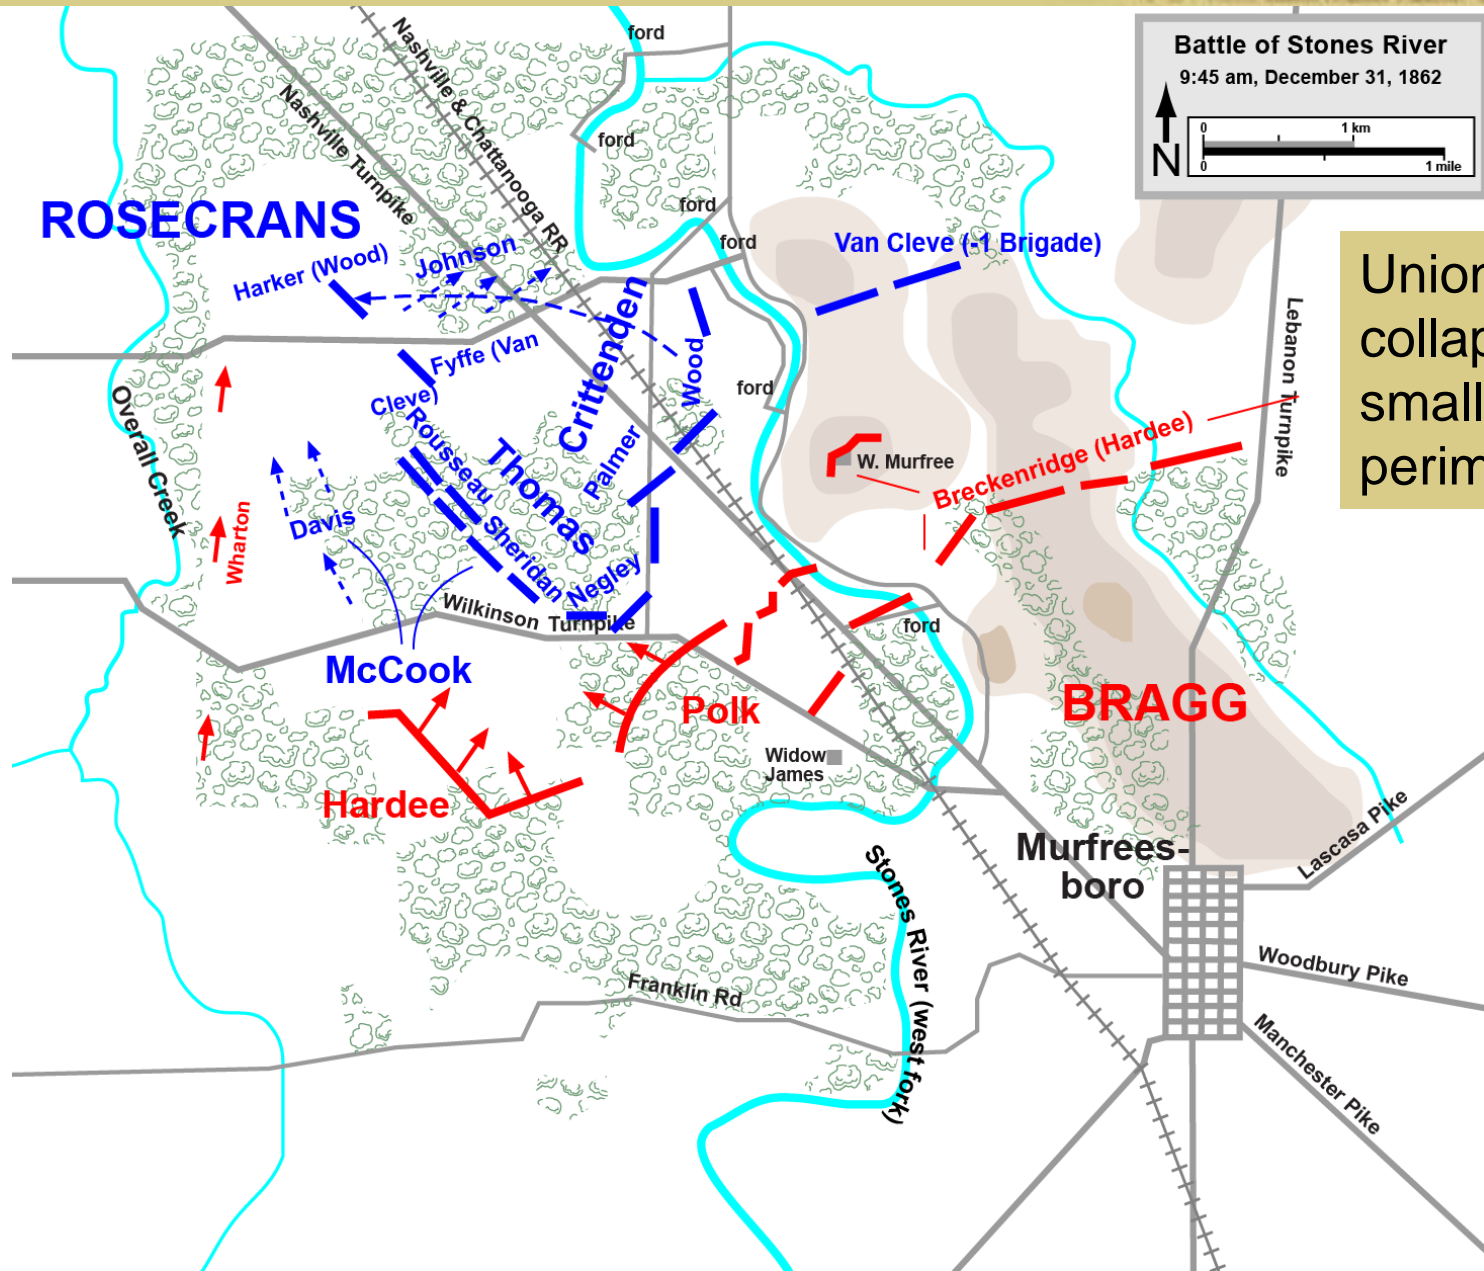 Battle of Stones River
9:45 am, December 31, 1862
0
1 km
0
1 mile
N
ford
Nashville & Chattanooga RR
Nashville Turnpike
ford
ford
ford
ROSECRANS
Van Cleve (-1 Brigade)
Harker (Wood)
Johnson
Union
Lebanon Turnpike
Crittenden
Wood
Fyffe (Van
Cleve)
ford
Overall Creek
Rousseau
Thomas
Palmer
W. Murfree
Breckenridge (Hardee)
Davis
Wharton
Sheridan
Negley
Wilkinson Turnpike
ford
McCook
Polk
BRAGG
Widow
James
Hardee
Murfrees-
boro
Lascasa Pike
Stones River (west fork)
Woodbury Pike
Franklin Rd
Manchester Pike